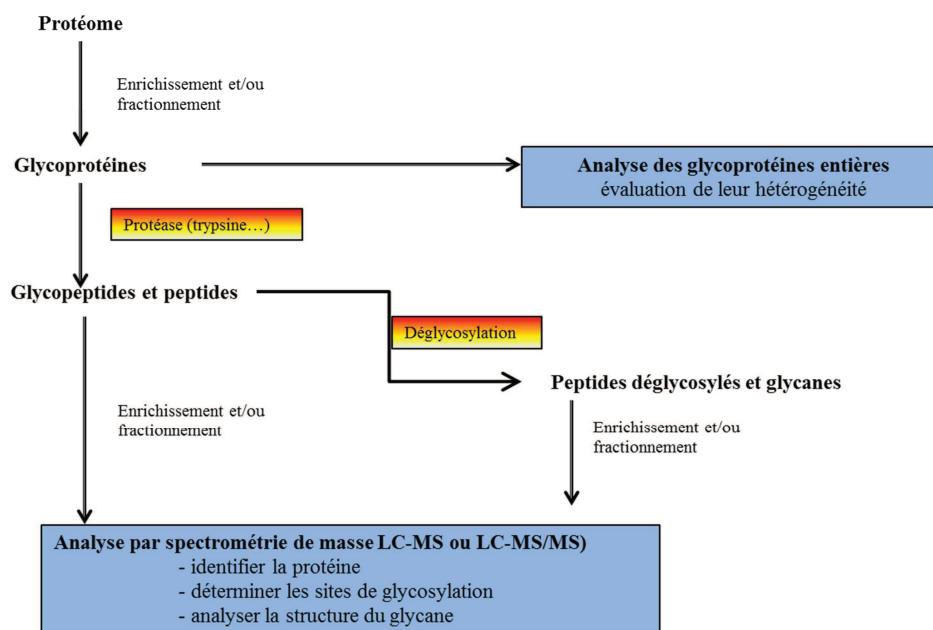 Protéome
Enrichissement et/ou
fractionnement
Glycoprotéines
Analyse des glycoprotéines entières
évaluation de leur hétérogénéité
Protéase (trypsine…)
Glycopeptides et peptides
Déglycosylation
Peptides déglycosylés et glycanes
Enrichissement et/ou
fractionnement
Enrichissement et/ou
fractionnement
Analyse par spectrométrie de masse LC-MS ou LC-MS/MS)
- identifier la protéine
- déterminer les sites de glycosylation
- analyser la structure du glycane